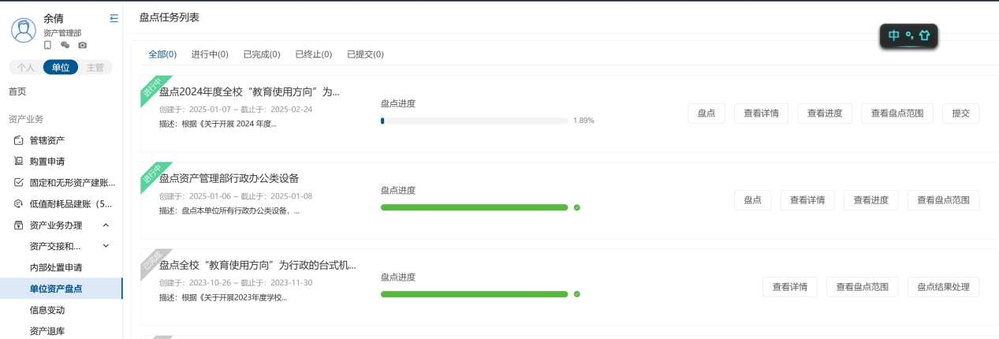 余倩
资产管理部
个人 单位 主管
首页
资产业务
管辖资产
购置申请
固定和无形资产建账...
低值耐耗品建账（5...
资产业务办理
资产交接和...
内部处置申请
单位资产盘点
信息变动
资产退库
盘点任务列表
中 °,
全部(0) 进行中(0) 已完成(0) 已终止(0) 已提交(0)
进行中
盘点2024年度全校“教育使用方向”为...
创建于：2025-01-07 ~ 截止于：2025-02-24
描述：根据《关于开展 2024 年度...
盘点进度
1.89%
盘点 查看详情 查看进度 查看盘点范围 提交
进行中
盘点资产管理部行政办公类设备
创建于：2025-01-06 ~ 截止于：2025-01-08
描述：盘点本单位所有行政办公类设备，...
盘点进度
盘点 查看详情 查看进度 查看盘点范围
已完成
盘点全校“教育使用方向”为行政的台式机...
创建于：2023-10-26 ~ 截止于：2023-11-30
描述：根据《关于开展2023年度学校...
盘点进度
查看详情 查看盘点范围 盘点结果处理